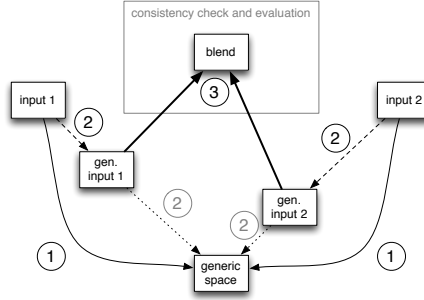 consistency check and evaluation
blend
input 1
input 2
3
2
2
gen.
input 1
gen.
input 2
2
2
1
1
generic
space